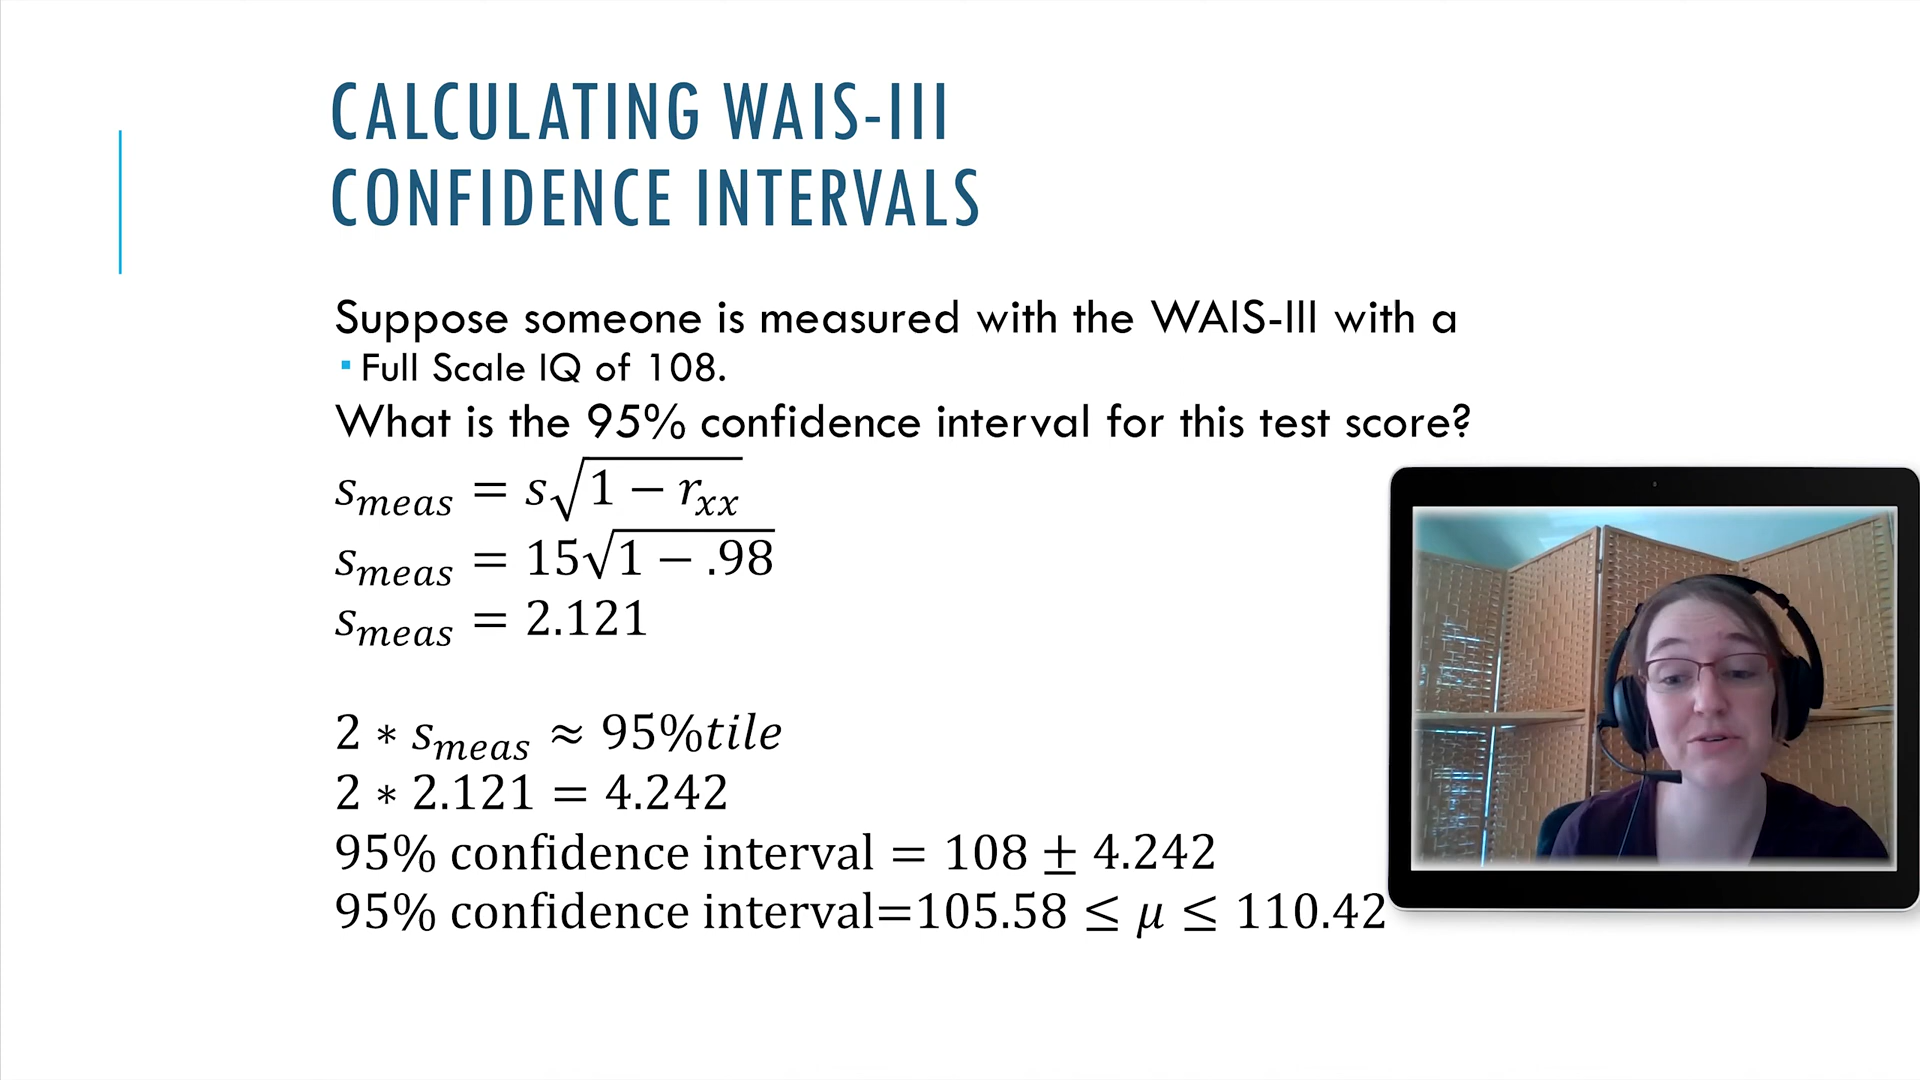 CALCULATING WAIS-III
CONFIDENCE INTERVALS
Suppose someone is measured with the WAIS-III with a
▪ Full Scale IQ of 108.
What is the 95% confidence interval for this test score?
s_meas = s√(1 − r_xx)
s_meas = 15√(1 − .98)
s_meas = 2.121
2 ∗ s_meas ≈ 95%tile
2 ∗ 2.121 = 4.242
95% confidence interval = 108 ± 4.242
95% confidence interval=105.58 ≤ μ ≤ 110.42